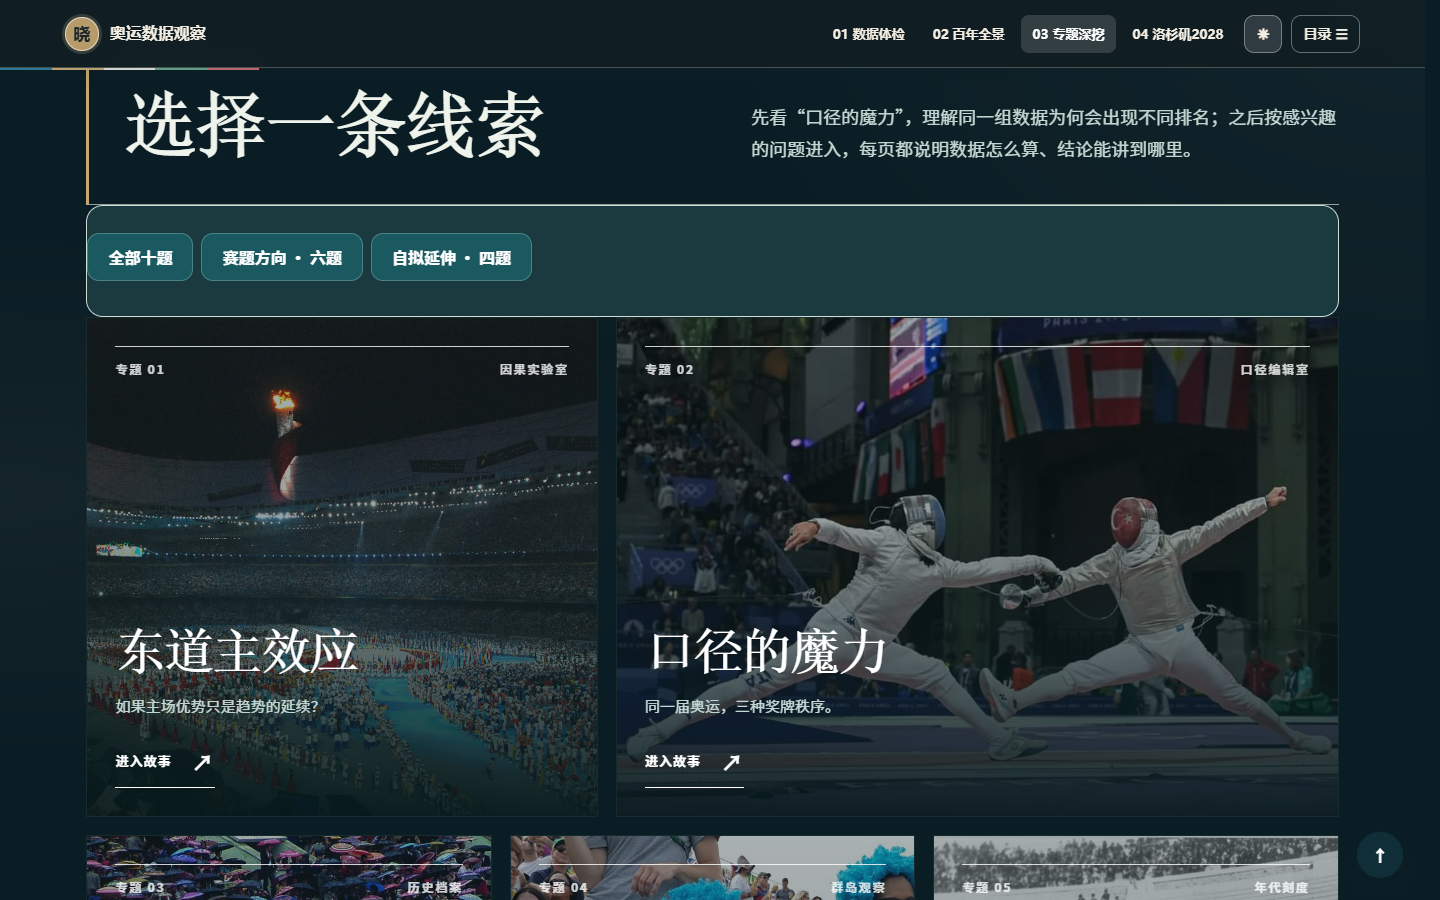 晓 奥运数据观察 01 数据体检 02 百年全景 03 专题深挖 04 洛杉矶2028 目录 ☰
选择一条线索
先看“口径的魔力”，理解同一组数据为何会出现不同排名；之后按感兴趣
的问题进入，每页都说明数据怎么算、结论能讲到哪里。
全部十题 赛题方向 · 六题 自拟延伸 · 四题
专题 01 因果实验室
东道主效应
如果主场优势只是趋势的延续？
进入故事 ↗
专题 02 口径编辑室
口径的魔力
同一届奥运，三种奖牌秩序。
进入故事 ↗
专题 03 历史档案
专题 04 群岛观察
专题 05 年代刻度
↑